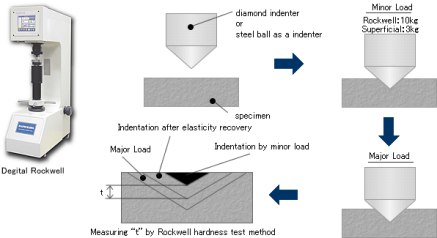 diamond indenter
or
steel ball as a indenter
specimen
Minor Load
Rockwell:10kg
Superficial:3kg
Major Load
Indentation after elasticity recovery
Major Load
Indentation by minor load
t
Degital Rockwell
Measuring "t" by Rockwell hardness test method